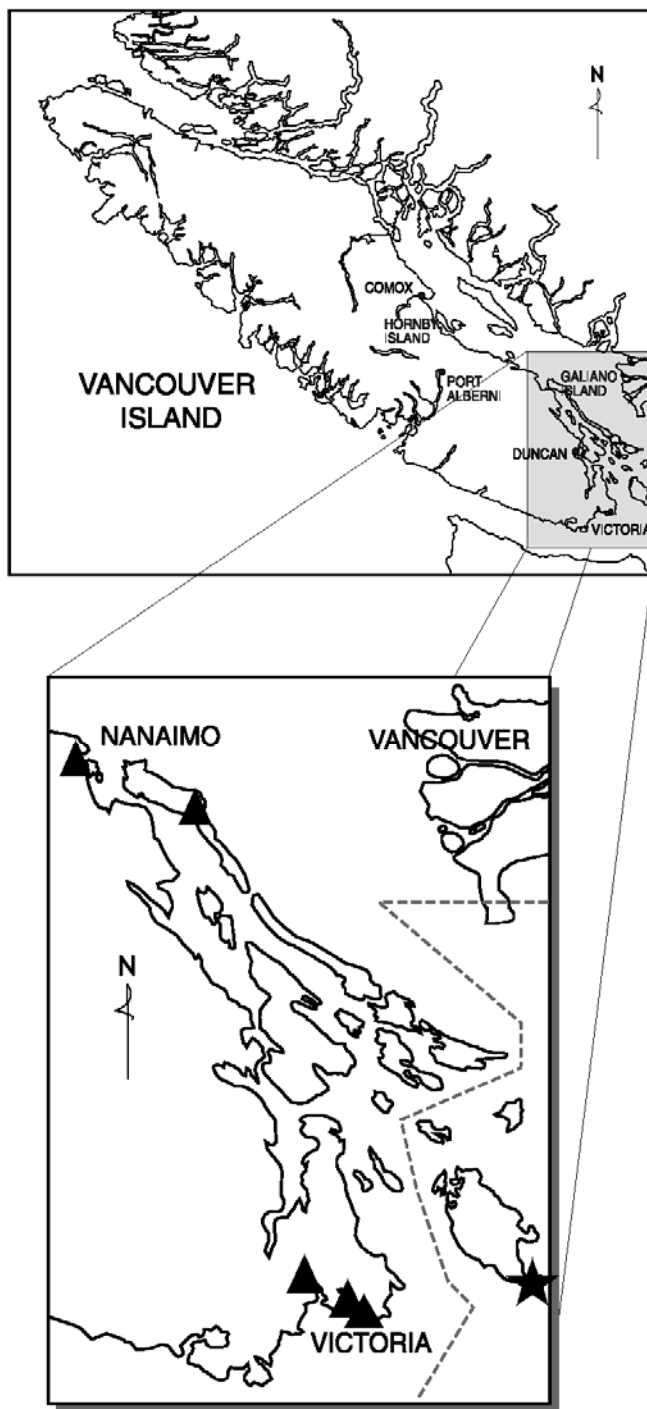 N
COMOX
HORNBY
ISLAND
VANCOUVER
ISLAND
PORT
ALBERNI
GALIANO
ISLAND
DUNCAN
VICTORIA
NANAIMO
VANCOUVER
N
VICTORIA